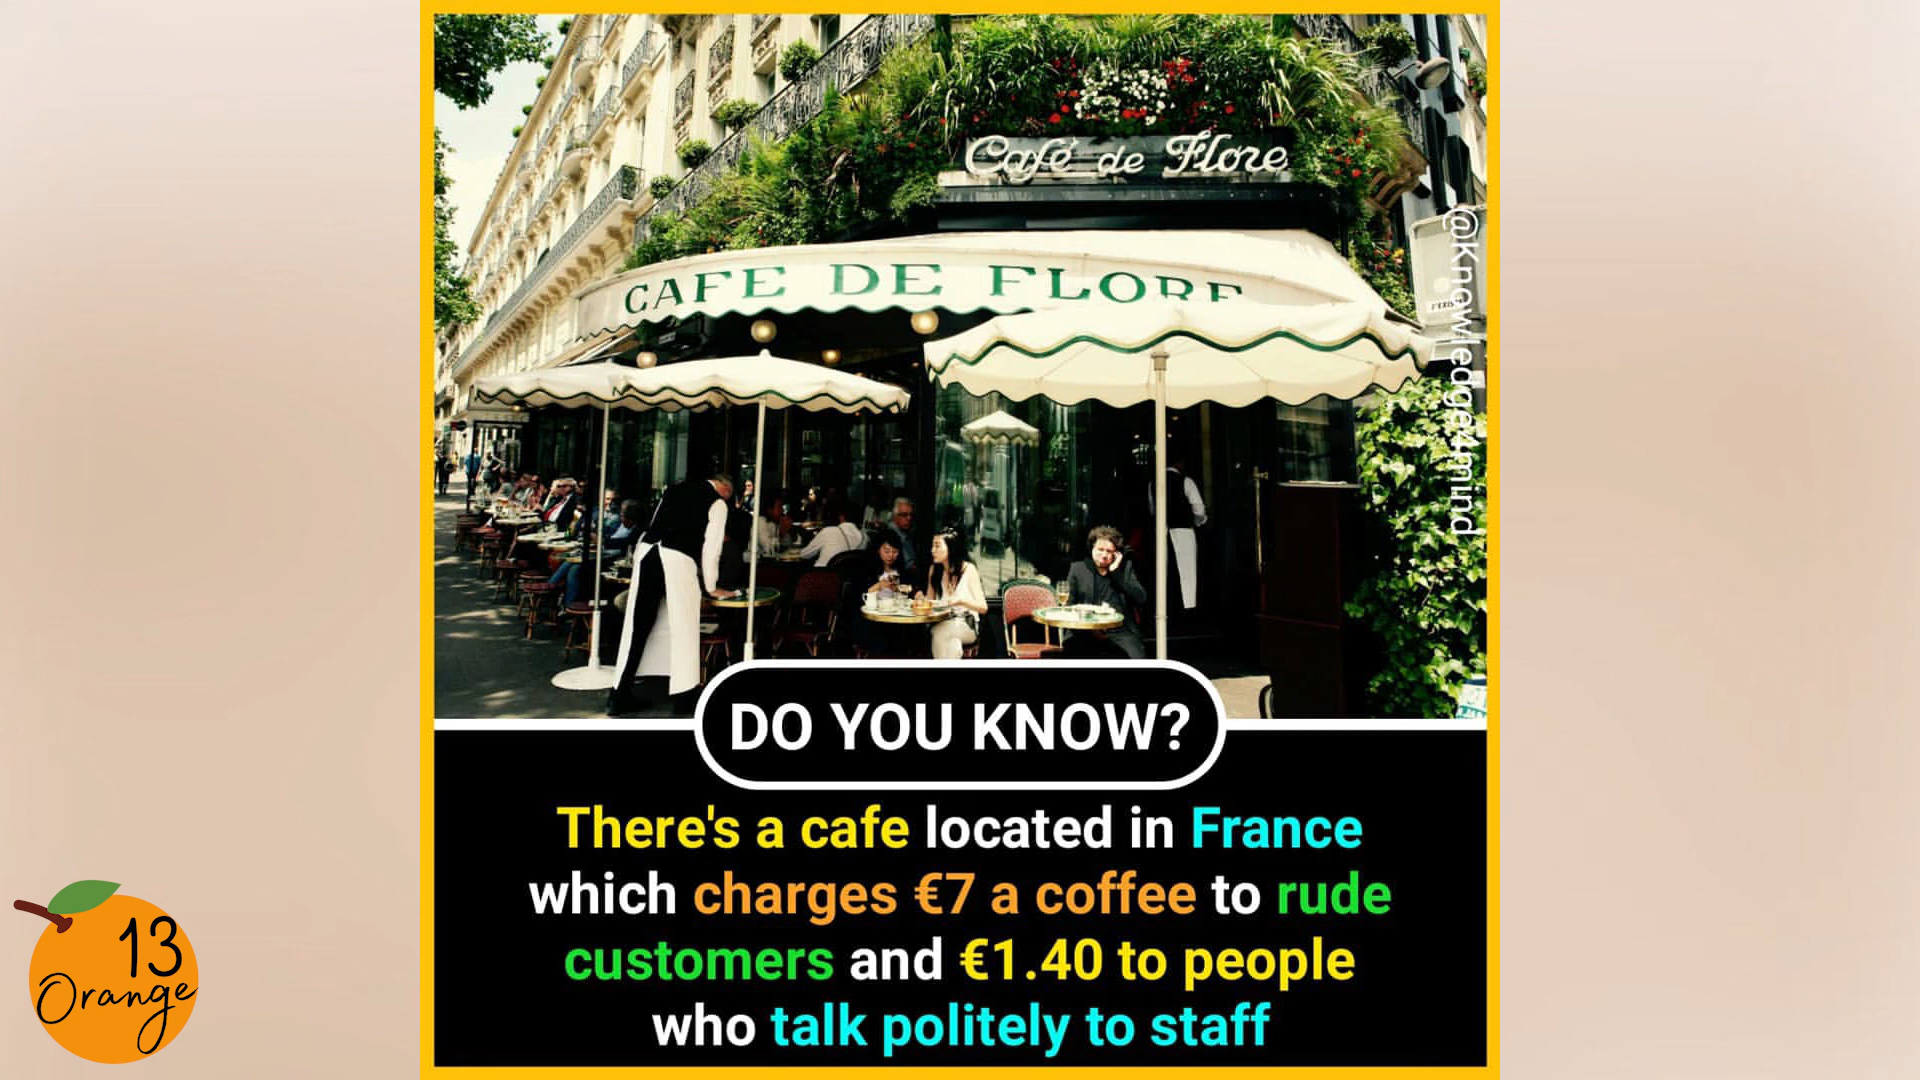 Café de Flore
CAFE DE FLORE
@knowledge4mind
DO YOU KNOW?
There's a cafe located in France
which charges €7 a coffee to rude
customers and €1.40 to people
who talk politely to staff
13
Orange